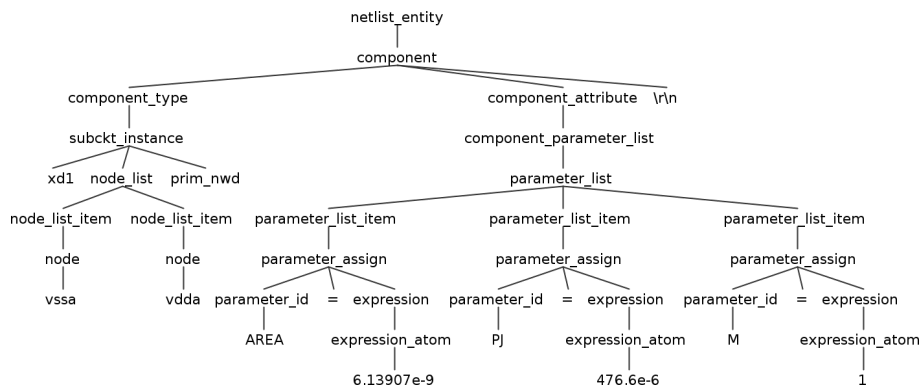 netlist_entity
component
component_type component_attribute \r\n
subckt_instance component_parameter_list
xd1 node_list prim_nwd parameter_list
node_list_item node_list_item parameter_list_item parameter_list_item parameter_list_item
node node parameter_assign parameter_assign parameter_assign
vssa vdda parameter_id = expression parameter_id = expression parameter_id = expression
AREA expression_atom PJ expression_atom M expression_atom
6.13907e-9 476.6e-6 1